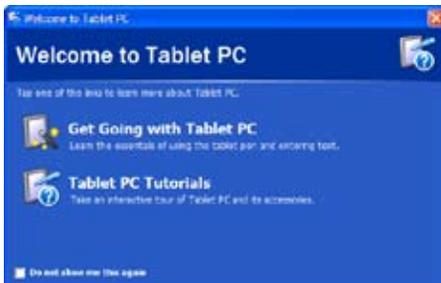 Welcome to Tablet PC
Welcome to Tablet PC
Tap one of the links to learn more about Tablet PC.
Get Going with Tablet PC
Learn the essentials of using the tablet pen and entering text.
Tablet PC Tutorials
Take an interactive tour of Tablet PC and its accessories.
Do not show me this again